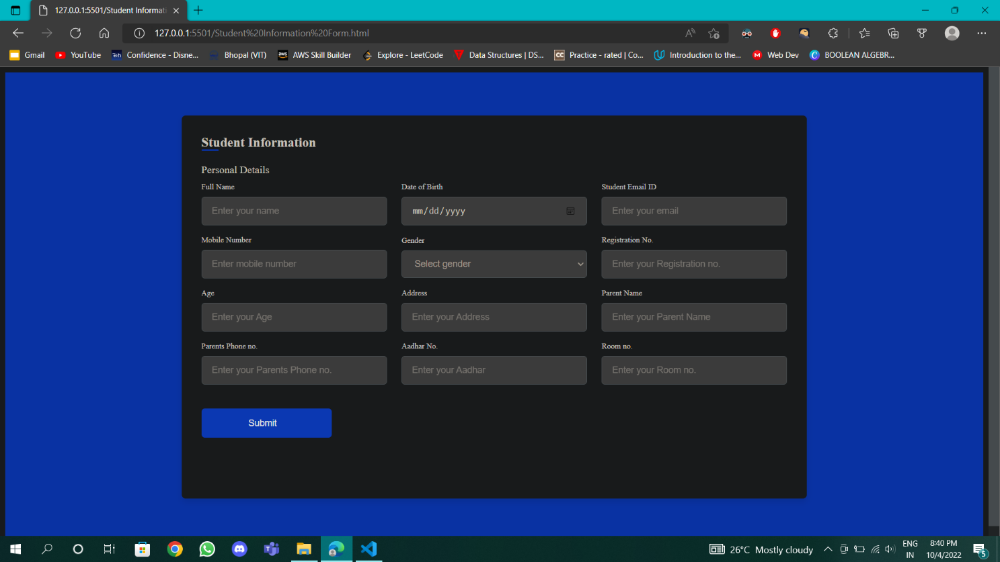 127.0.0.1:5501/Student Informat
127.0.0.1:5501/Student%20Information%20Form.html
Gmail YouTube Confidence - Disne... Bhopal (VIT) AWS Skill Builder Explore - LeetCode Data Structures | DS... Practice - rated | Co... Introduction to the... Web Dev BOOLEAN ALGEBR...
Student Information
Personal Details
Full Name Date of Birth Student Email ID
Enter your name mm/dd/yyyy Enter your email
Mobile Number Gender Registration No.
Enter mobile number Select gender Enter your Registration no.
Age Address Parent Name
Enter your Age Enter your Address Enter your Parent Name
Parents Phone no. Aadhar No. Room no.
Enter your Parents Phone no. Enter your Aadhar Enter your Room no.
Submit
26°C Mostly cloudy
ENG
IN
8:40 PM
10/4/2022
5